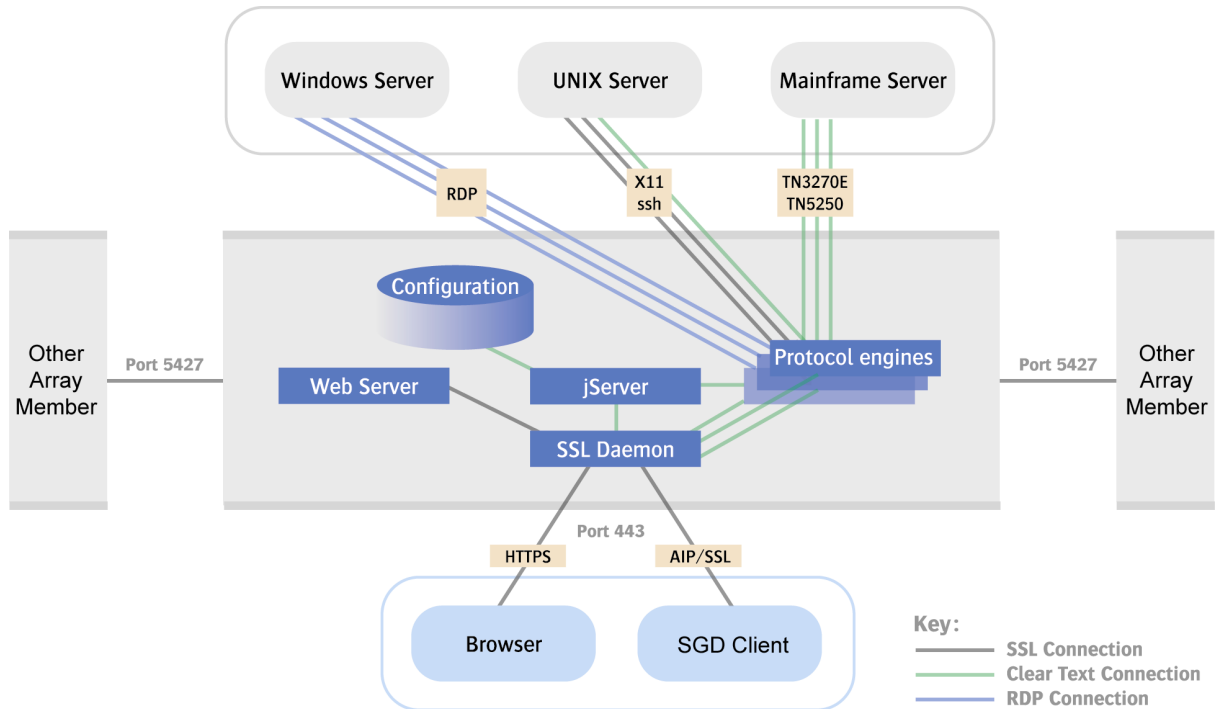 Windows Server
UNIX Server
Mainframe Server
RDP
X11
ssh
TN3270E
TN5250
Configuration
Other
Array
Member
Port 5427
Web Server
jServer
Protocol engines
SSL Daemon
Port 5427
Other
Array
Member
Port 443
HTTPS
AIP/SSL
Browser
SGD Client
Key:
SSL Connection
Clear Text Connection
RDP Connection